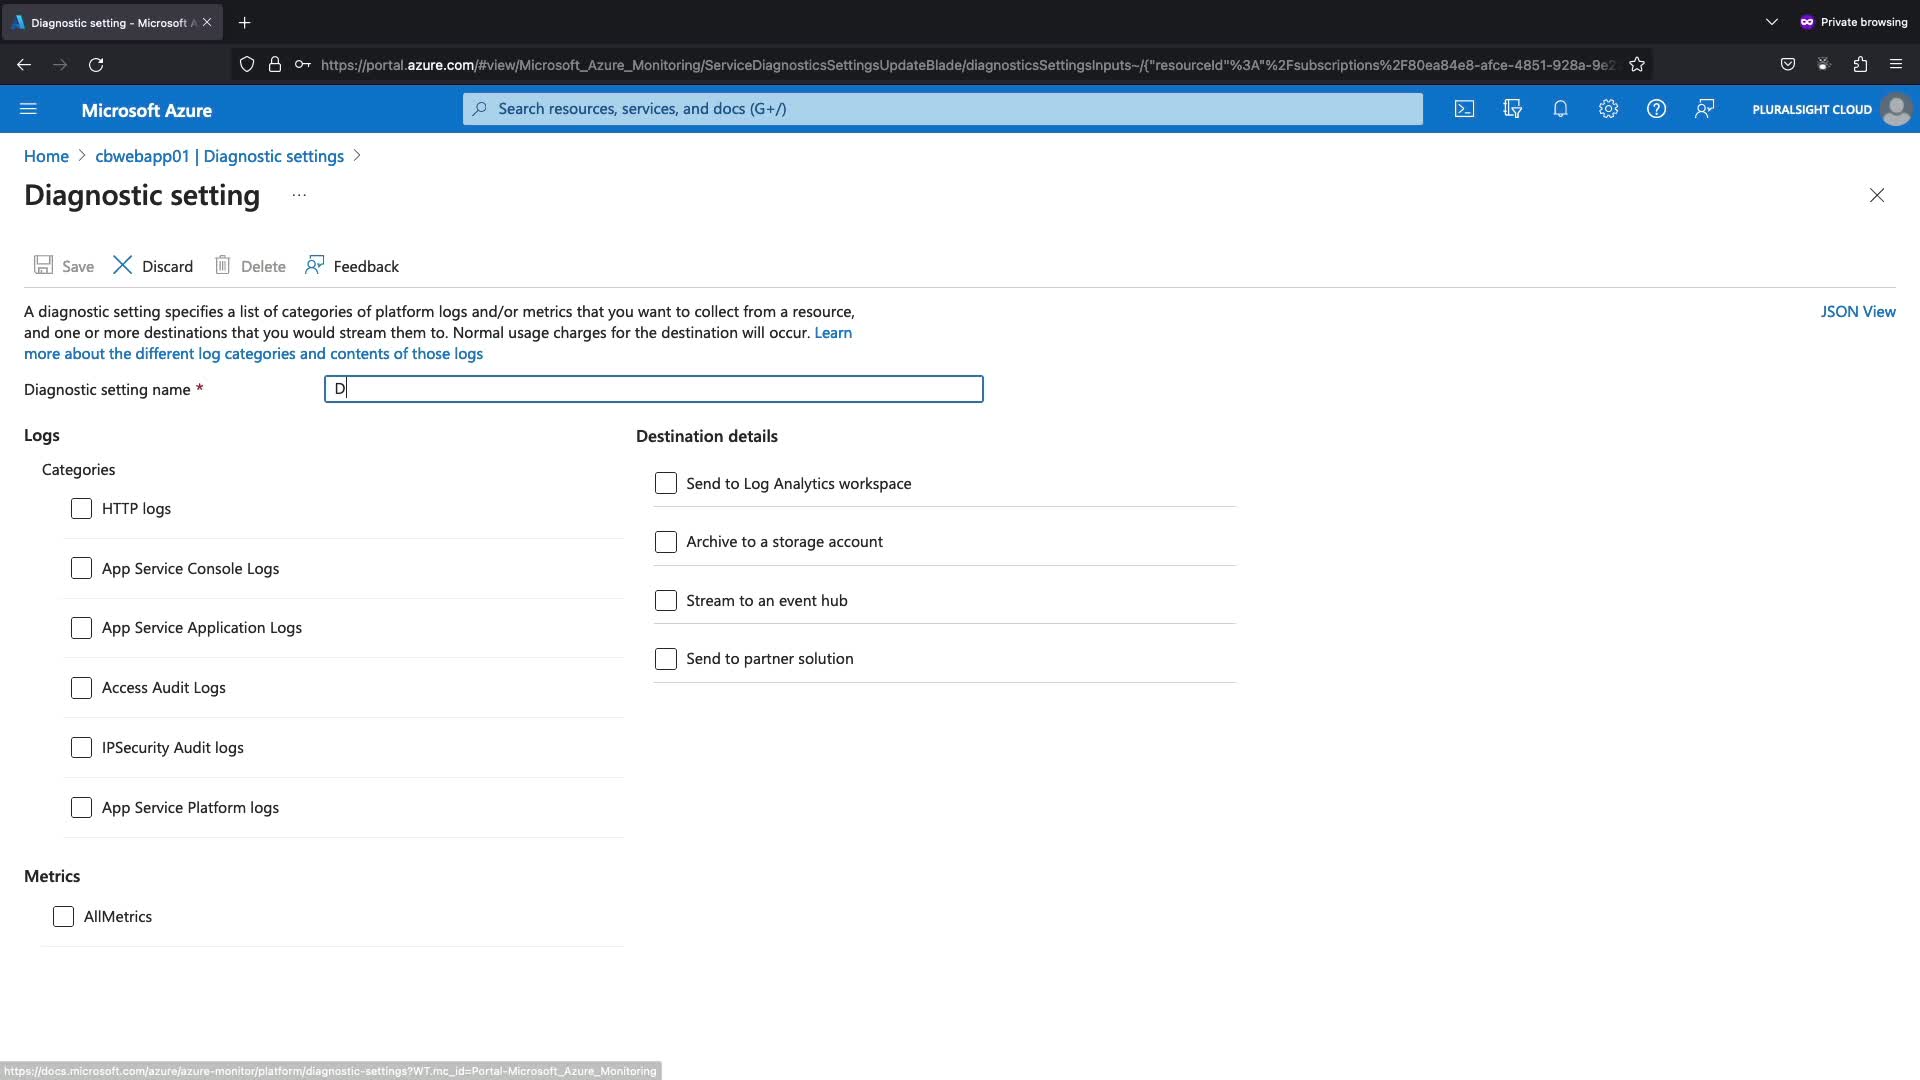 Diagnostic setting - Microsoft A
Private browsing
https://portal.azure.com/#view/Microsoft_Azure_Monitoring/ServiceDiagnosticsSettingsUpdateBlade/diagnosticsSettingsInputs~/{"resourceId"%3A"%2Fsubscriptions%2F80ea84e8-afce-4851-928a-9e2
Microsoft Azure
Search resources, services, and docs (G+/)
PLURALSIGHT CLOUD
Home > cbwebapp01 | Diagnostic settings >
Diagnostic setting ...
Save
Discard
Delete
Feedback
A diagnostic setting specifies a list of categories of platform logs and/or metrics that you want to collect from a resource,
and one or more destinations that you would stream them to. Normal usage charges for the destination will occur. Learn
more about the different log categories and contents of those logs
JSON View
Diagnostic setting name *
D
Logs
Categories
HTTP logs
App Service Console Logs
App Service Application Logs
Access Audit Logs
IPSecurity Audit logs
App Service Platform logs
Metrics
AllMetrics
Destination details
Send to Log Analytics workspace
Archive to a storage account
Stream to an event hub
Send to partner solution
https://docs.microsoft.com/azure/azure-monitor/platform/diagnostic-settings?WT.mc_id=Portal-Microsoft_Azure_Monitoring